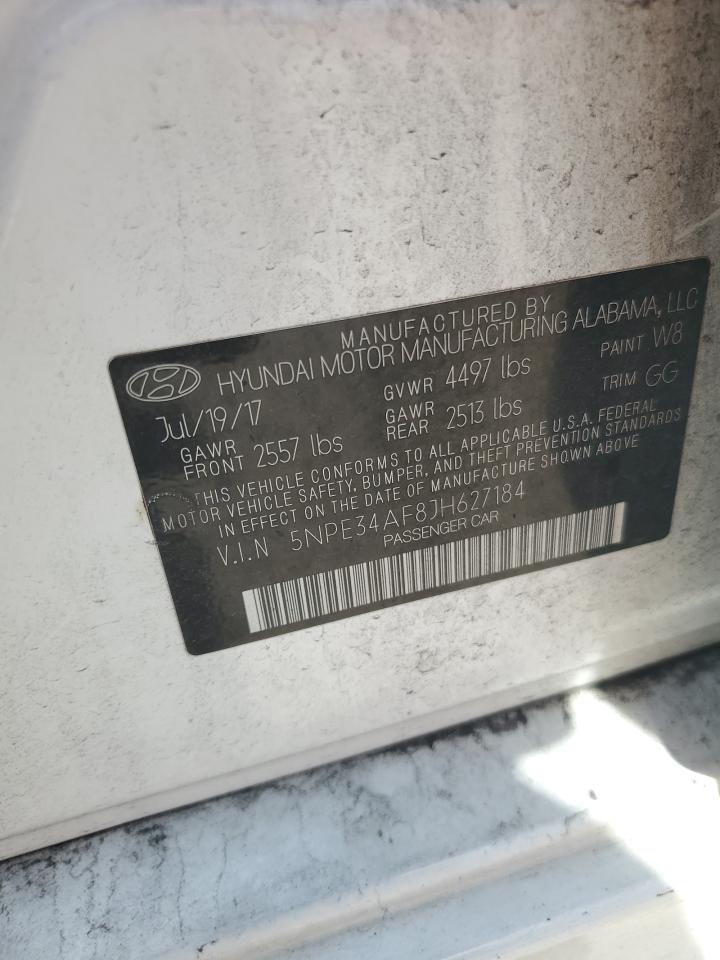 MANUFACTURED BY
HYUNDAI MOTOR MANUFACTURING ALABAMA, LLC
Jul/19/17 GVWR 4497 lbs PAINT W8
GAWR FRONT 2557 lbs GAWR REAR 2513 lbs TRIM GG
THIS VEHICLE CONFORMS TO ALL APPLICABLE U.S.A. FEDERAL
MOTOR VEHICLE SAFETY, BUMPER, AND THEFT PREVENTION STANDARDS
IN EFFECT ON THE DATE OF MANUFACTURE SHOWN ABOVE
V.I.N 5NPE34AF8JH627184
PASSENGER CAR